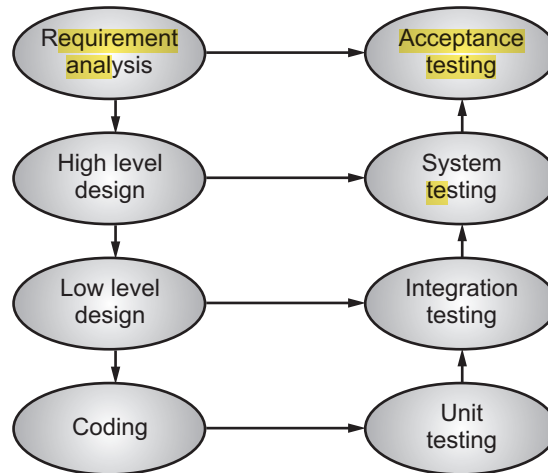 Requirement
analysis
Acceptance
testing
High level
design
System
testing
Low level
design
Integration
testing
Coding
Unit
testing